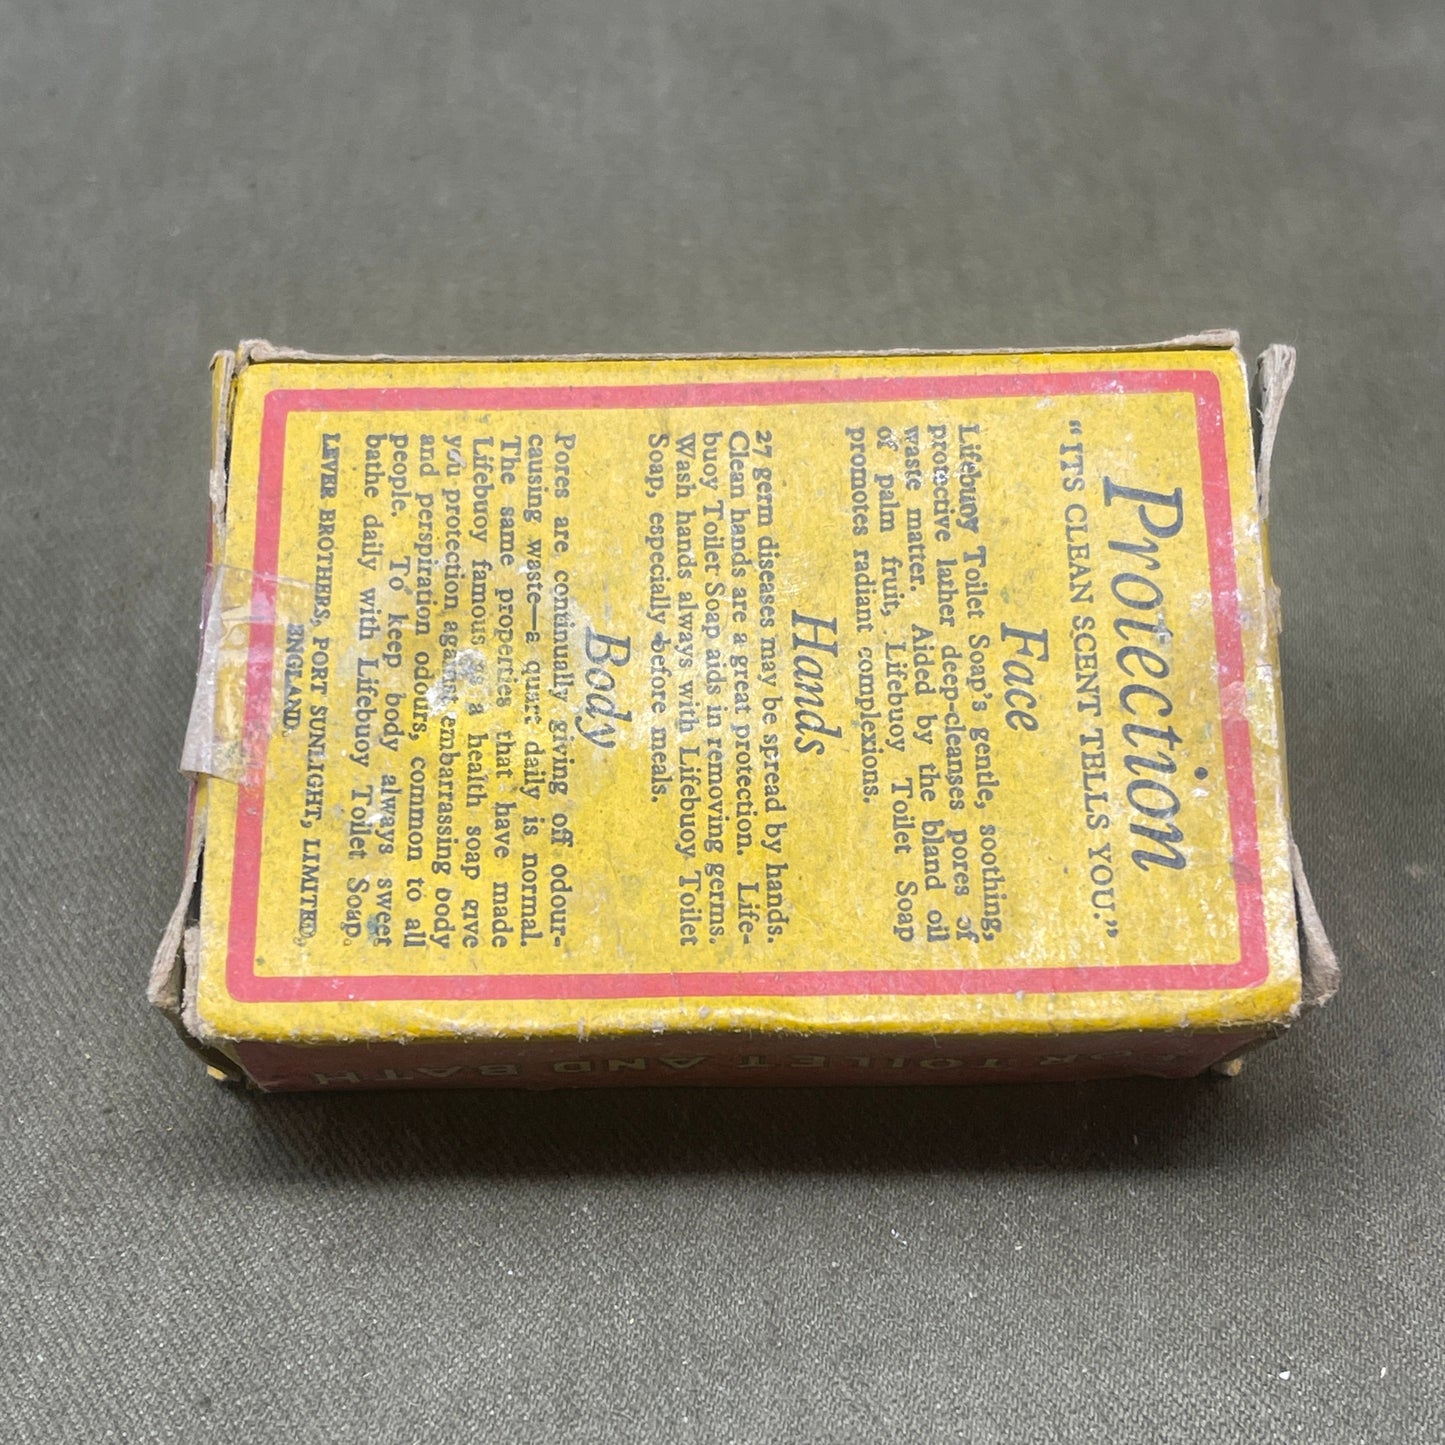 Protection
"ITS CLEAN SCENT TELLS YOU."
Face
Lifebuoy Toilet Soap's gentle, soothing,
protective lather deep-cleanses pores of
waste matter. Aided by the bland oil
of palm fruit, Lifebuoy Toilet Soap
promotes radiant complexions.
Hands
27 germ diseases may be spread by hands.
Clean hands are a great protection. Life-
buoy Toilet Soap aids in removing germs.
Wash hands always with Lifebuoy Toilet
Soap, especially before meals.
Body
Pores are continually giving off odour-
causing waste—a quart daily is normal.
The same properties that have made
Lifebuoy famous as a health soap give
you protection against embarrassing body
and perspiration odours, common to all
people. To keep body always sweet
bathe daily with Lifebuoy Toilet Soap.
LEVER BROTHERS, PORT SUNLIGHT, LIMITED,
ENGLAND.
FOR TOILET AND BATH